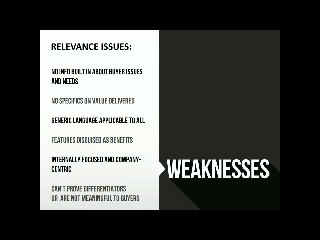 RELEVANCE ISSUES:
NO INFO BUILT IN ABOUT BUYER ISSUES
AND NEEDS
NO SPECIFICS ON VALUE DELIVERED
GENERIC LANGUAGE APPLICABLE TO ALL
FEATURES DISGUISED AS BENEFITS
INTERNALLY FOCUSED AND COMPANY-
CENTRIC
CAN'T PROVE DIFFERENTIATORS
OR ARE NOT MEANINGFUL TO BUYERS
WEAKNESSES